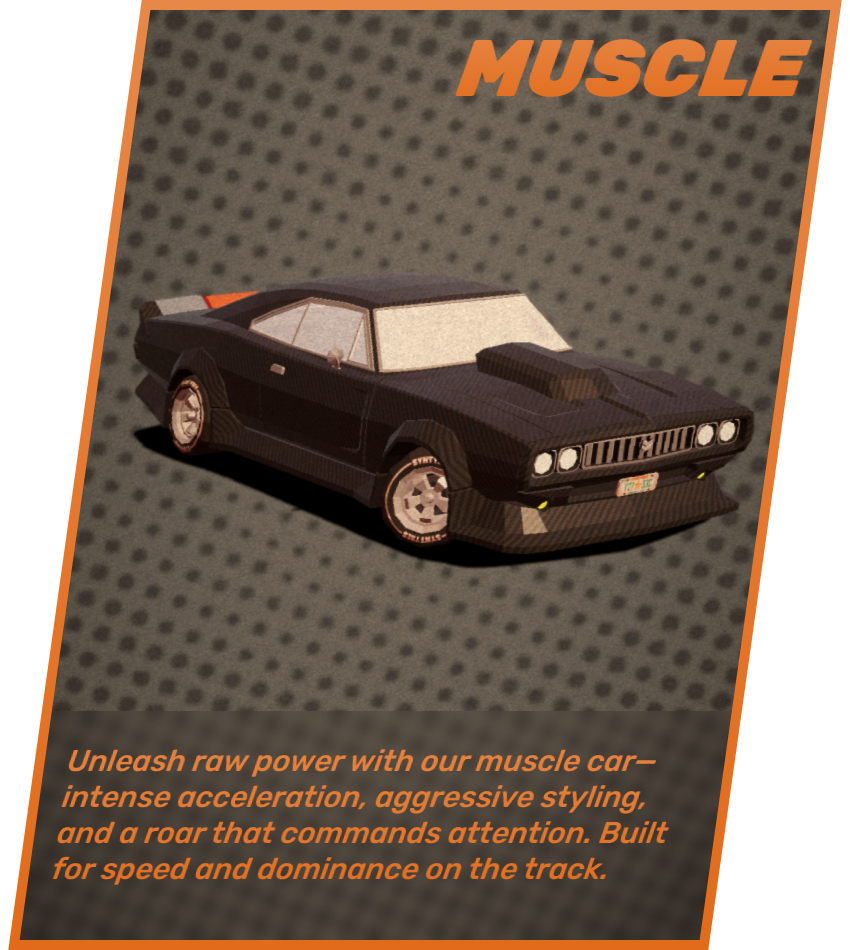 MUSCLE
Unleash raw power with our muscle car—
intense acceleration, aggressive styling,
and a roar that commands attention. Built
for speed and dominance on the track.